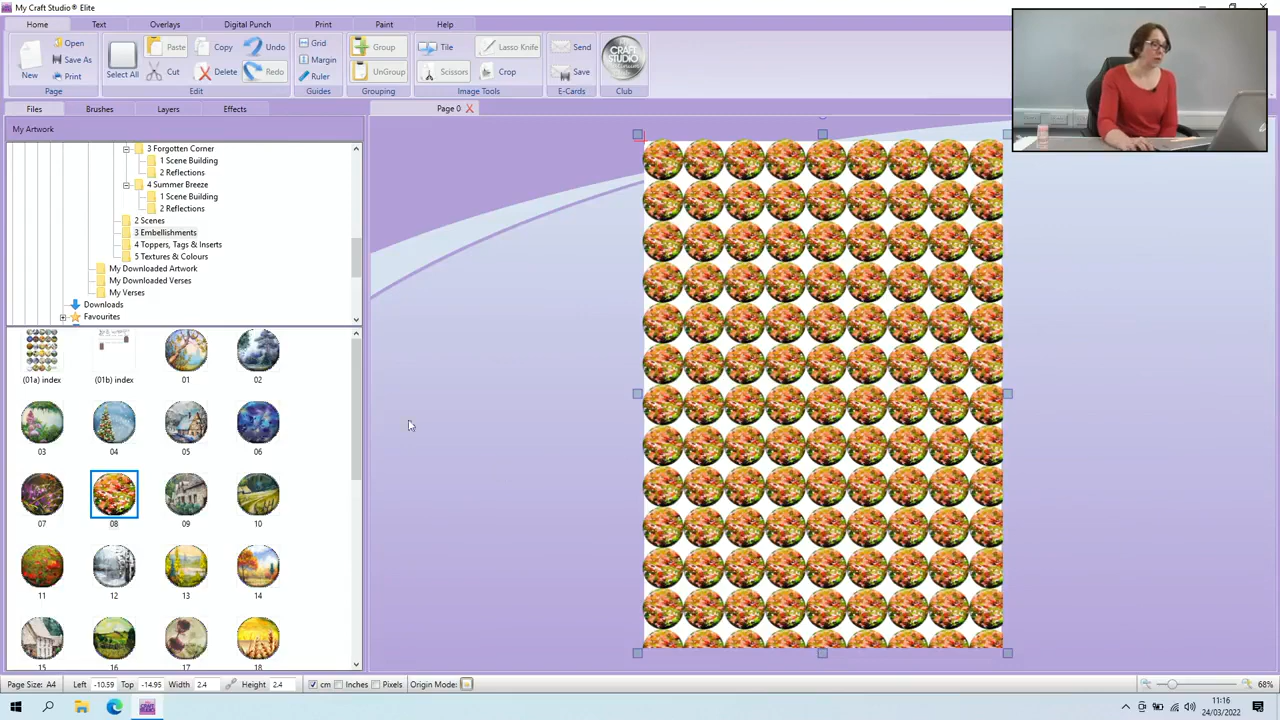 My Craft Studio® Elite
Home Text Overlays Digital Punch Print Paint Help
New Open Save As Print Page
Select All Paste Copy Undo Cut Delete Redo Edit
Grid Margin Ruler Guides
Group UnGroup Grouping
Tile Lasso Knife Scissors Crop Image Tools
Send Save E-Cards
CRAFT STUDIO Club
Files Brushes Layers Effects Page 0
My Artwork
3 Forgotten Corner
1 Scene Building
2 Reflections
4 Summer Breeze
1 Scene Building
2 Reflections
2 Scenes
3 Embellishments
4 Toppers, Tags & Inserts
5 Textures & Colours
My Downloaded Artwork
My Downloaded Verses
My Verses
Downloads
Favourites
(01a) index (01b) index 01 02
03 04 05 06
07 08 09 10
11 12 13 14
15 16 17 18
Page Size: A4 Left -10.59 Top -14.95 Width 2.4 Height 2.4 cm Inches Pixels Origin Mode: 68%
11:16
24/03/2022